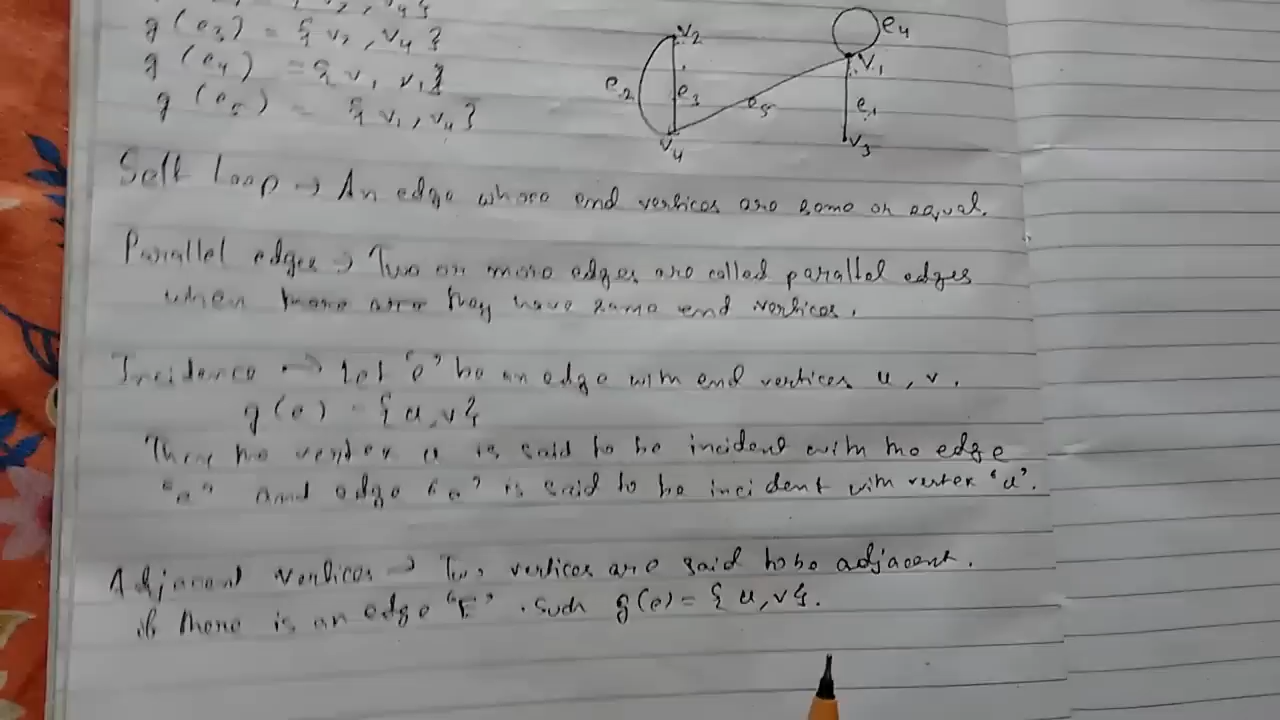 g(e3) = { v2, v4 }
g(e4) = { v1, v1 }
g(e5) = { v1, v4 }
v2
e4
v1
e2
e3
e5
e1
v4
v3
Self Loop → An edge whose end vertices are same or equal.
Parallel edges → Two or more edges are called parallel edges
when they have same end vertices.
Incidence → Let "e" be an edge with end vertices u, v.
g(e) = { u, v }
Then the vertex u is said to be incident with the edge
"e" and edge "e" is said to be incident with vertex "u".
Adjacent vertices → Two vertices are said to be adjacent.
if there is an edge "E". such g(e) = { u, v }.